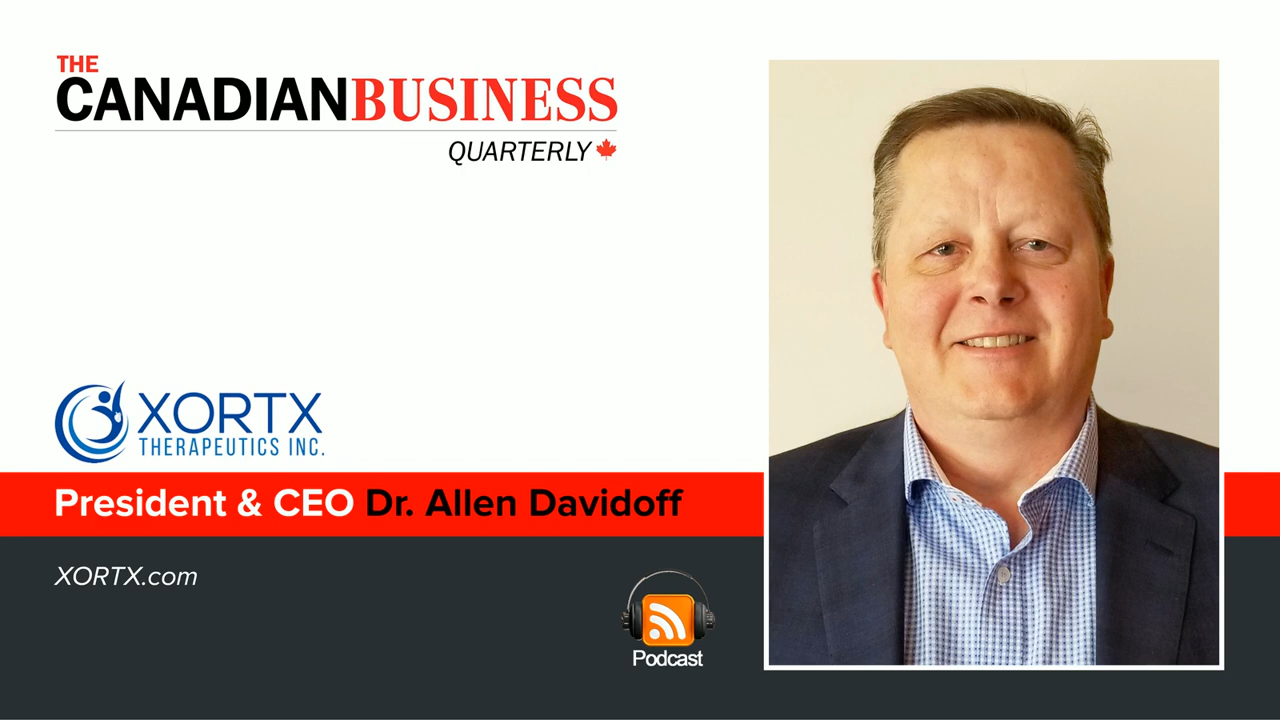 THE
CANADIANBUSINESS
QUARTERLY
XORTX
THERAPEUTICS INC.
President & CEO Dr. Allen Davidoff
XORTX.com
Podcast